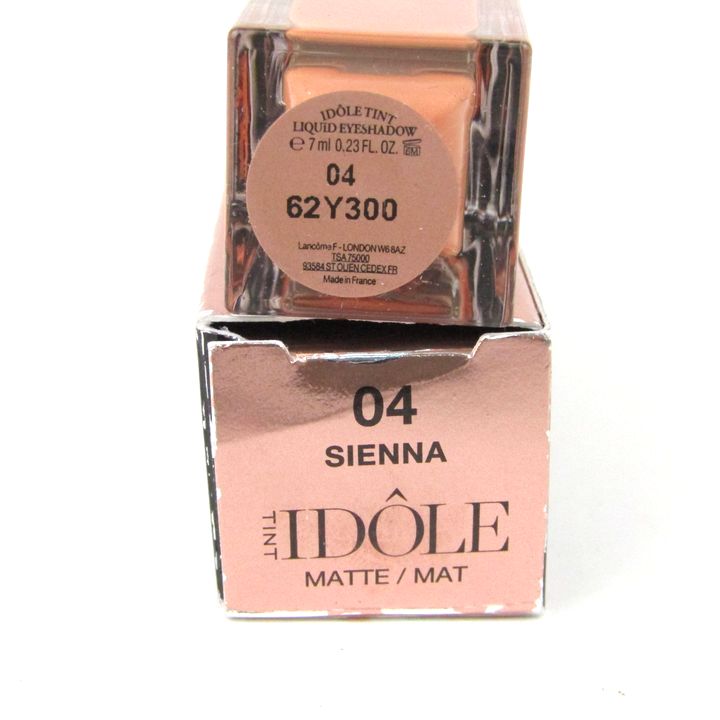 IDÔLE TINT
LIQUID EYESHADOW
℮ 7 ml 0,23 FL. OZ. 6M
04
62Y300
Lancôme F - LONDON W6 8AZ
TSA 75000
93584 ST OUEN CEDEX FR
Made in France
04
SIENNA
TINT IDÔLE
MATTE / MAT